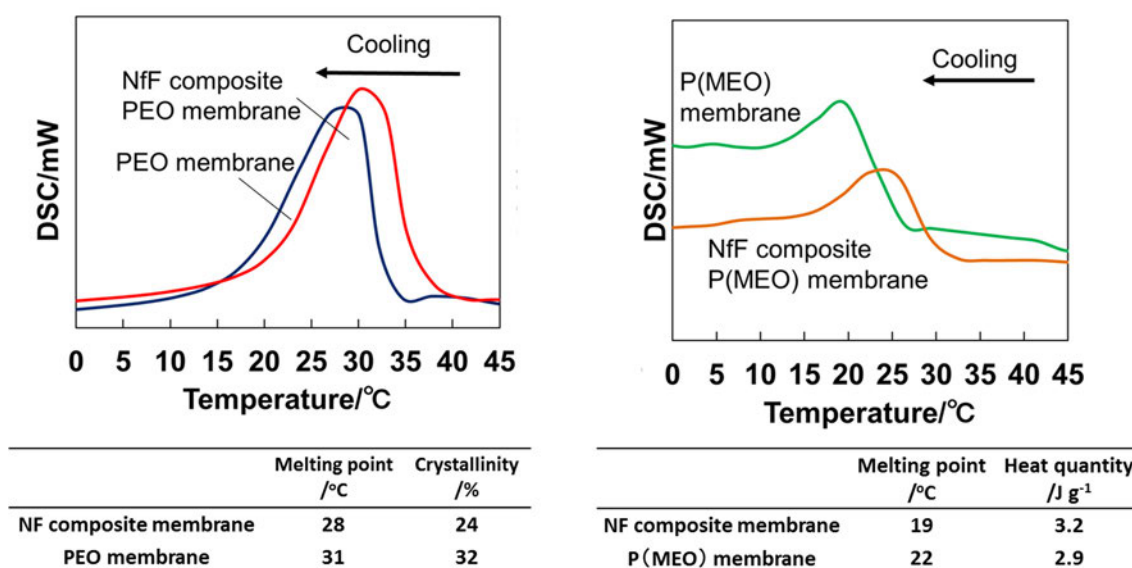 Cooling
NfF composite
PEO membrane
PEO membrane
DSC/mW
0 5 10 15 20 25 30 35 40 45
Temperature/℃
Melting point Crystallinity
/°C /%
NF composite membrane 28 24
PEO membrane 31 32
Cooling
P(MEO)
membrane
NfF composite
P(MEO) membrane
DSC/mW
0 5 10 15 20 25 30 35 40 45
Temperature/℃
Melting point Heat quantity
/°C /J g⁻¹
NF composite membrane 19 3.2
P(MEO) membrane 22 2.9